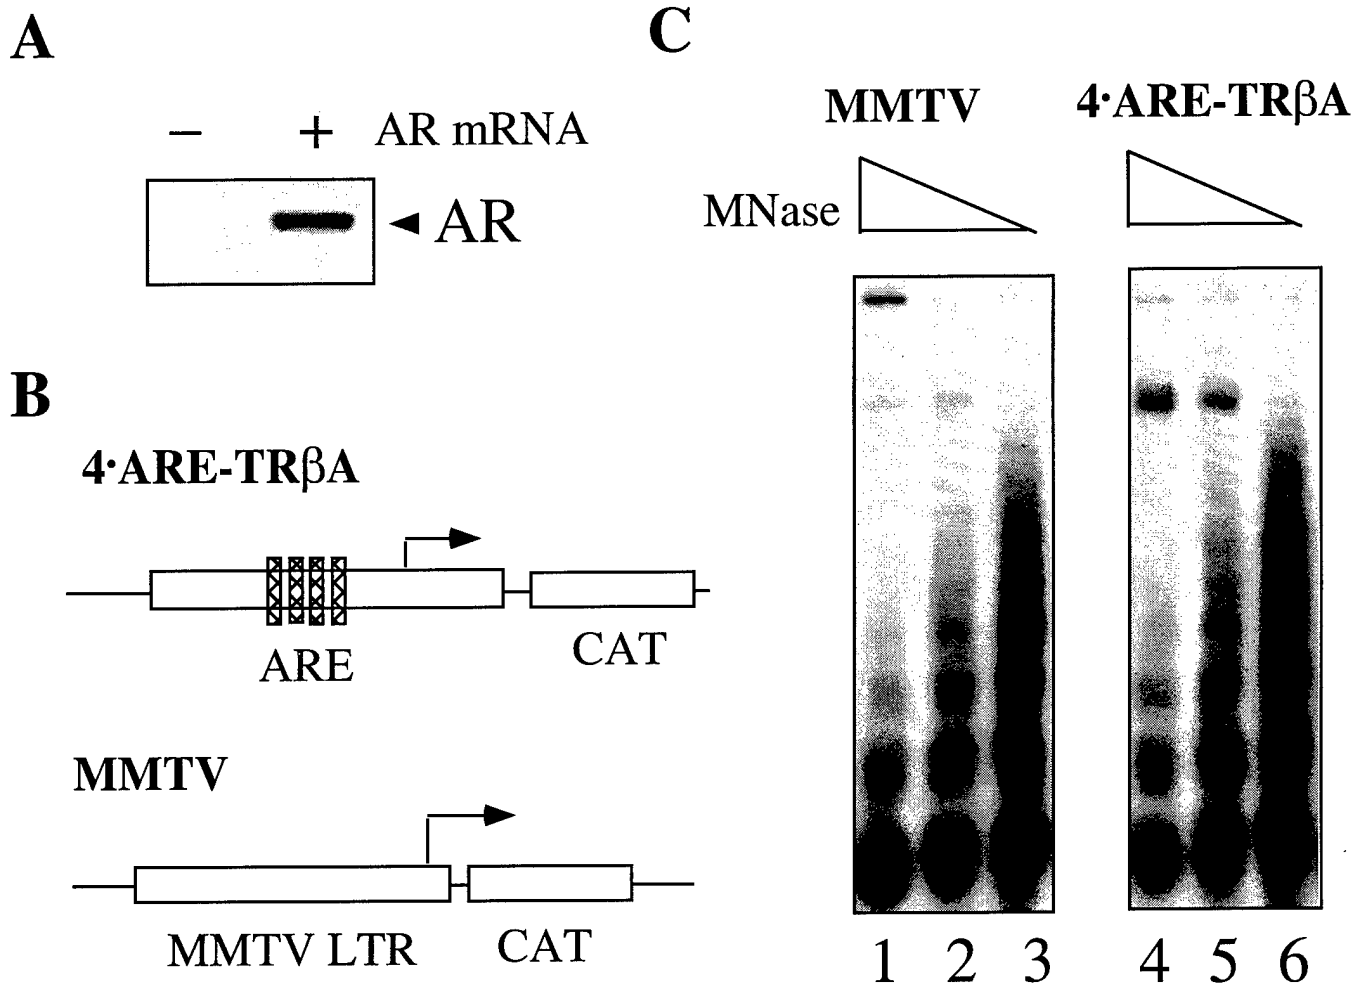 A
− + AR mRNA
AR
B
4·ARE-TRβA
ARE
CAT
MMTV
MMTV LTR
CAT
C
MMTV
4·ARE-TRβA
MNase
1 2 3 4 5 6